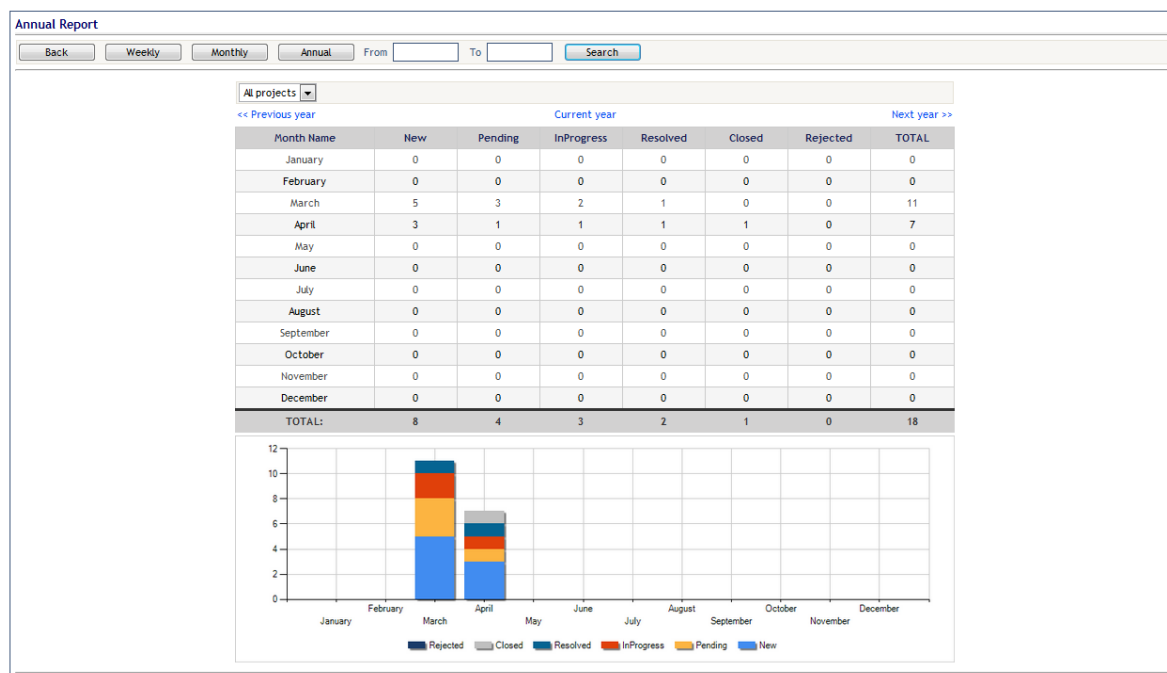 Annual Report
Back Weekly Monthly Annual From To Search
All projects
<< Previous year Current year Next year >>
Month Name New Pending InProgress Resolved Closed Rejected TOTAL
January 0 0 0 0 0 0 0
February 0 0 0 0 0 0 0
March 5 3 2 1 0 0 11
April 3 1 1 1 1 0 7
May 0 0 0 0 0 0 0
June 0 0 0 0 0 0 0
July 0 0 0 0 0 0 0
August 0 0 0 0 0 0 0
September 0 0 0 0 0 0 0
October 0 0 0 0 0 0 0
November 0 0 0 0 0 0 0
December 0 0 0 0 0 0 0
TOTAL: 8 4 3 2 1 0 18
12
10
8
6
4
2
0
February April June August October December
January March May July September November
Rejected Closed Resolved InProgress Pending New